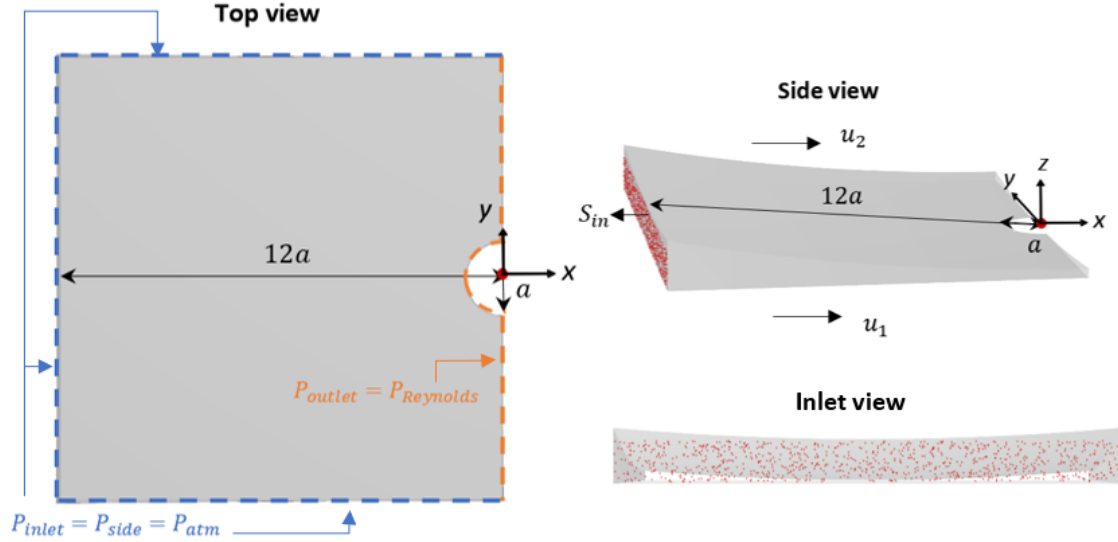 Top view
12a
y
x
a
P_outlet = P_Reynolds
P_inlet = P_side = P_atm
Side view
u_2
12a
S_in
y
z
x
a
u_1
Inlet view